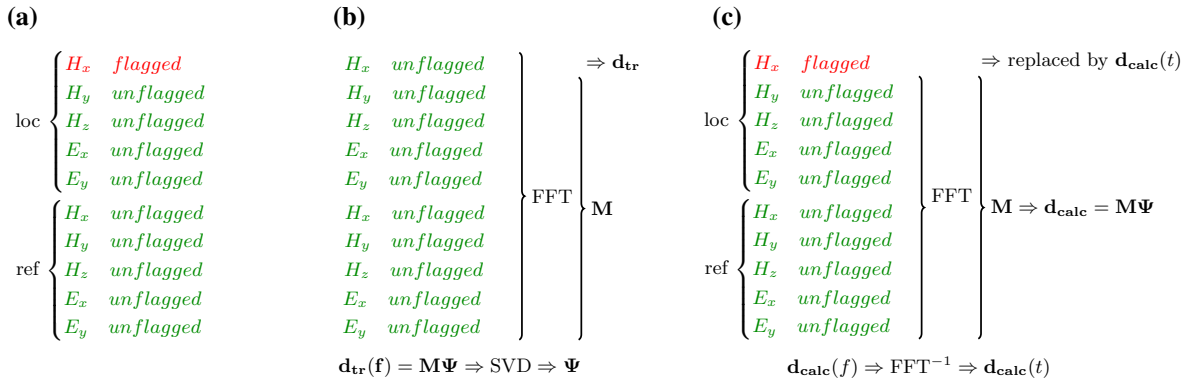 (a)
loc
H_x flagged
H_y unflagged
H_z unflagged
E_x unflagged
E_y unflagged
ref
H_x unflagged
H_y unflagged
H_z unflagged
E_x unflagged
E_y unflagged
(b)
H_x unflagged ⇒ d_tr
H_y unflagged
H_z unflagged
E_x unflagged
E_y unflagged
FFT
M
H_x unflagged
H_y unflagged
H_z unflagged
E_x unflagged
E_y unflagged
d_tr(f) = MΨ ⇒ SVD ⇒ Ψ
(c)
loc
H_x flagged ⇒ replaced by d_calc(t)
H_y unflagged
H_z unflagged
E_x unflagged
E_y unflagged
FFT
M ⇒ d_calc = MΨ
ref
H_x unflagged
H_y unflagged
H_z unflagged
E_x unflagged
E_y unflagged
d_calc(f) ⇒ FFT⁻¹ ⇒ d_calc(t)